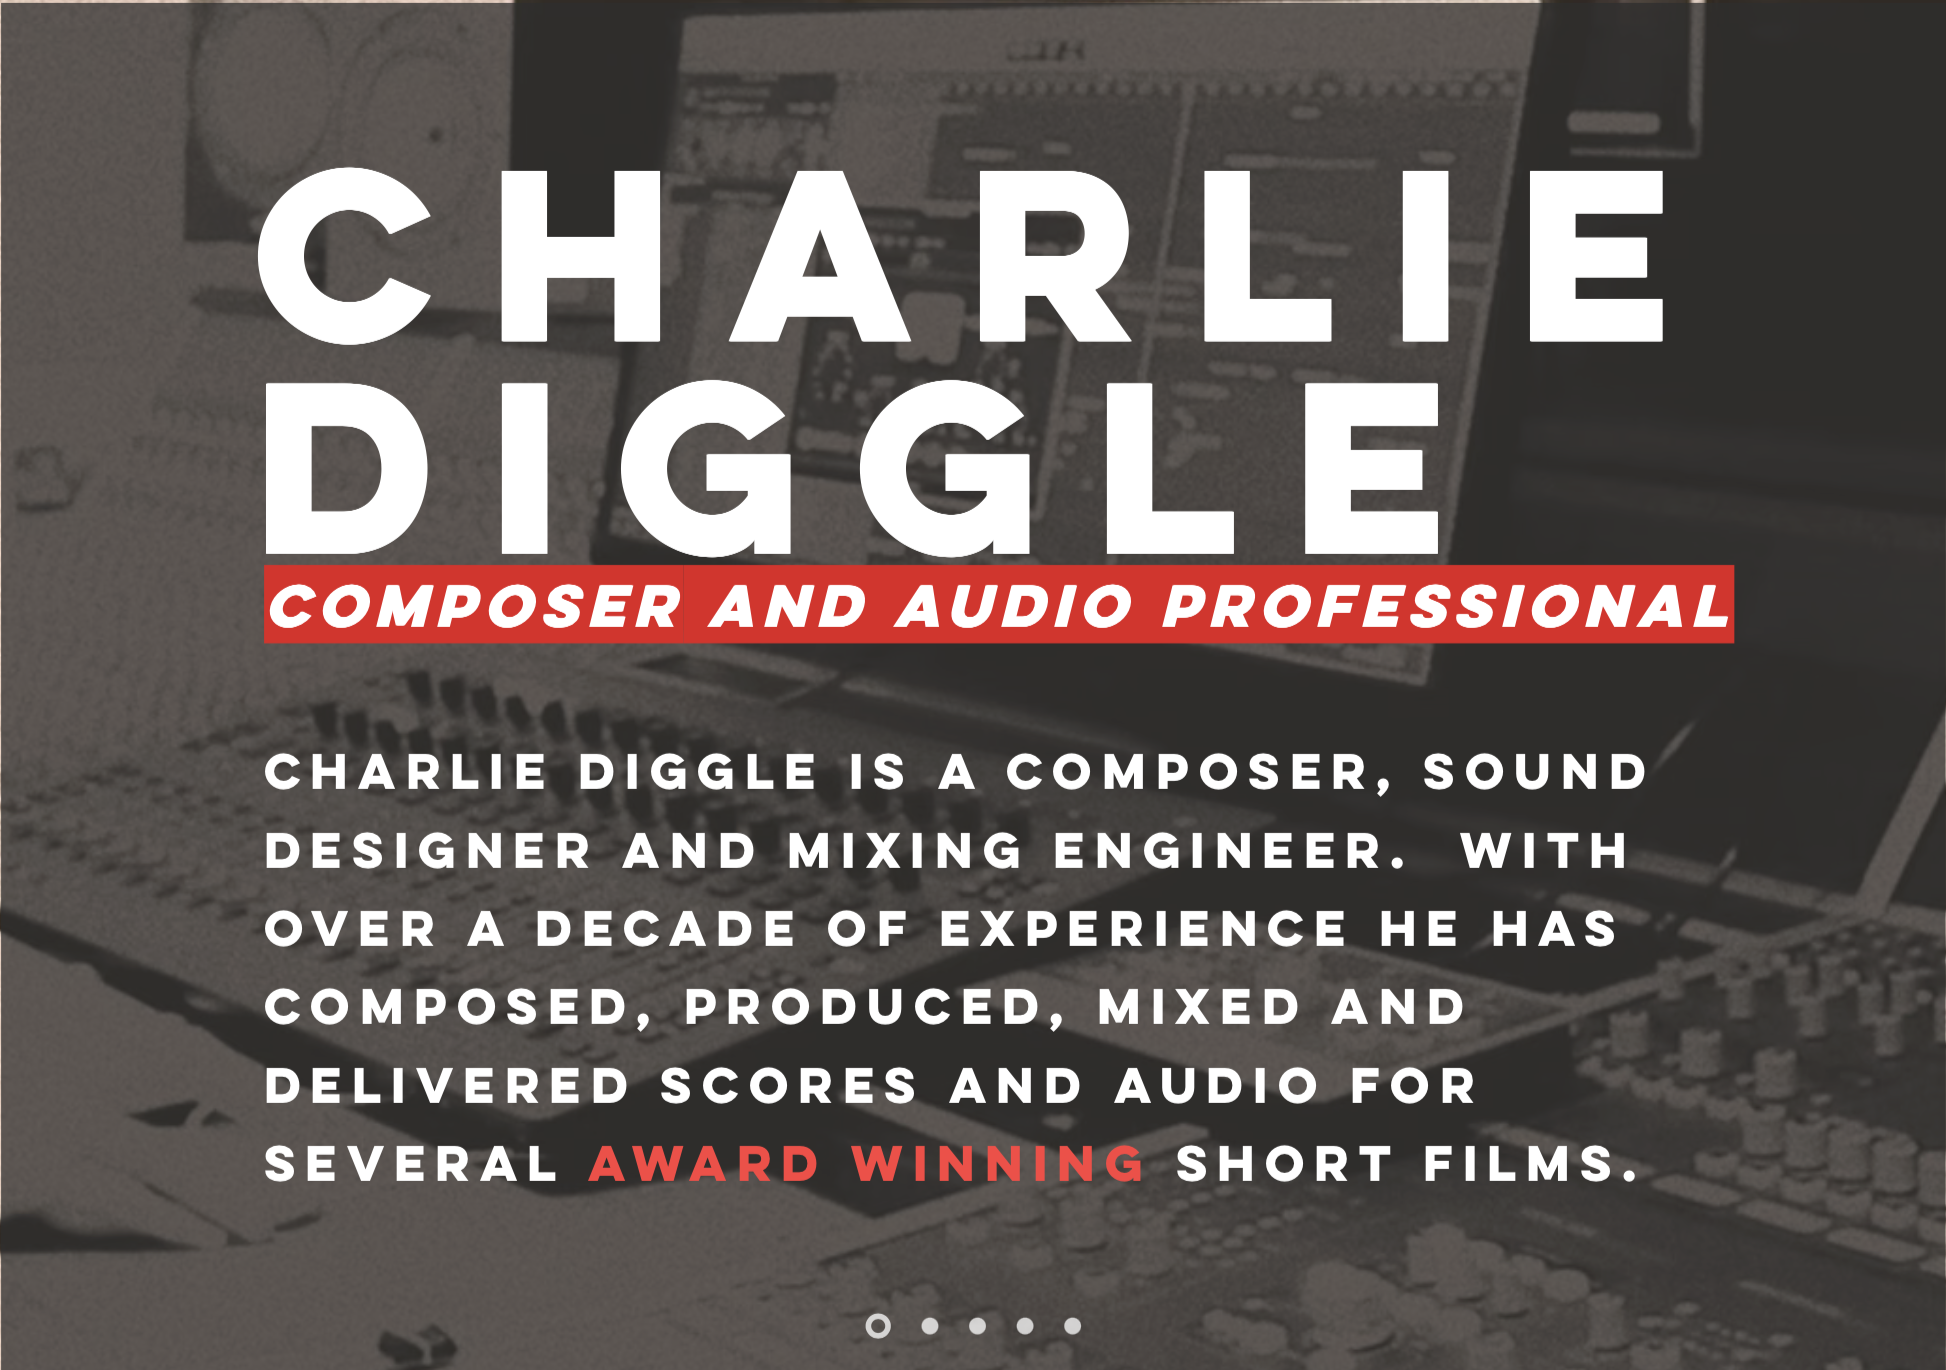 CHARLIE
DIGGLE
COMPOSER AND AUDIO PROFESSIONAL
CHARLIE DIGGLE IS A COMPOSER, SOUND
DESIGNER AND MIXING ENGINEER.  WITH
OVER A DECADE OF EXPERIENCE HE HAS
COMPOSED, PRODUCED, MIXED AND
DELIVERED SCORES AND AUDIO FOR
SEVERAL AWARD WINNING SHORT FILMS.